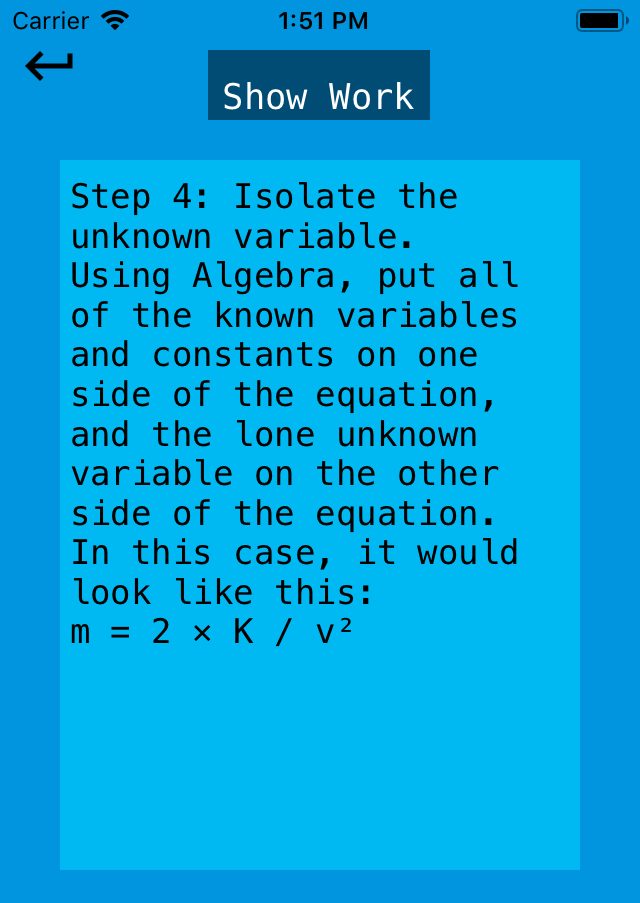 Carrier 1:51 PM
Show Work
Step 4: Isolate the
unknown variable.
Using Algebra, put all
of the known variables
and constants on one
side of the equation,
and the lone unknown
variable on the other
side of the equation.
In this case, it would
look like this:
m = 2 × K / v²